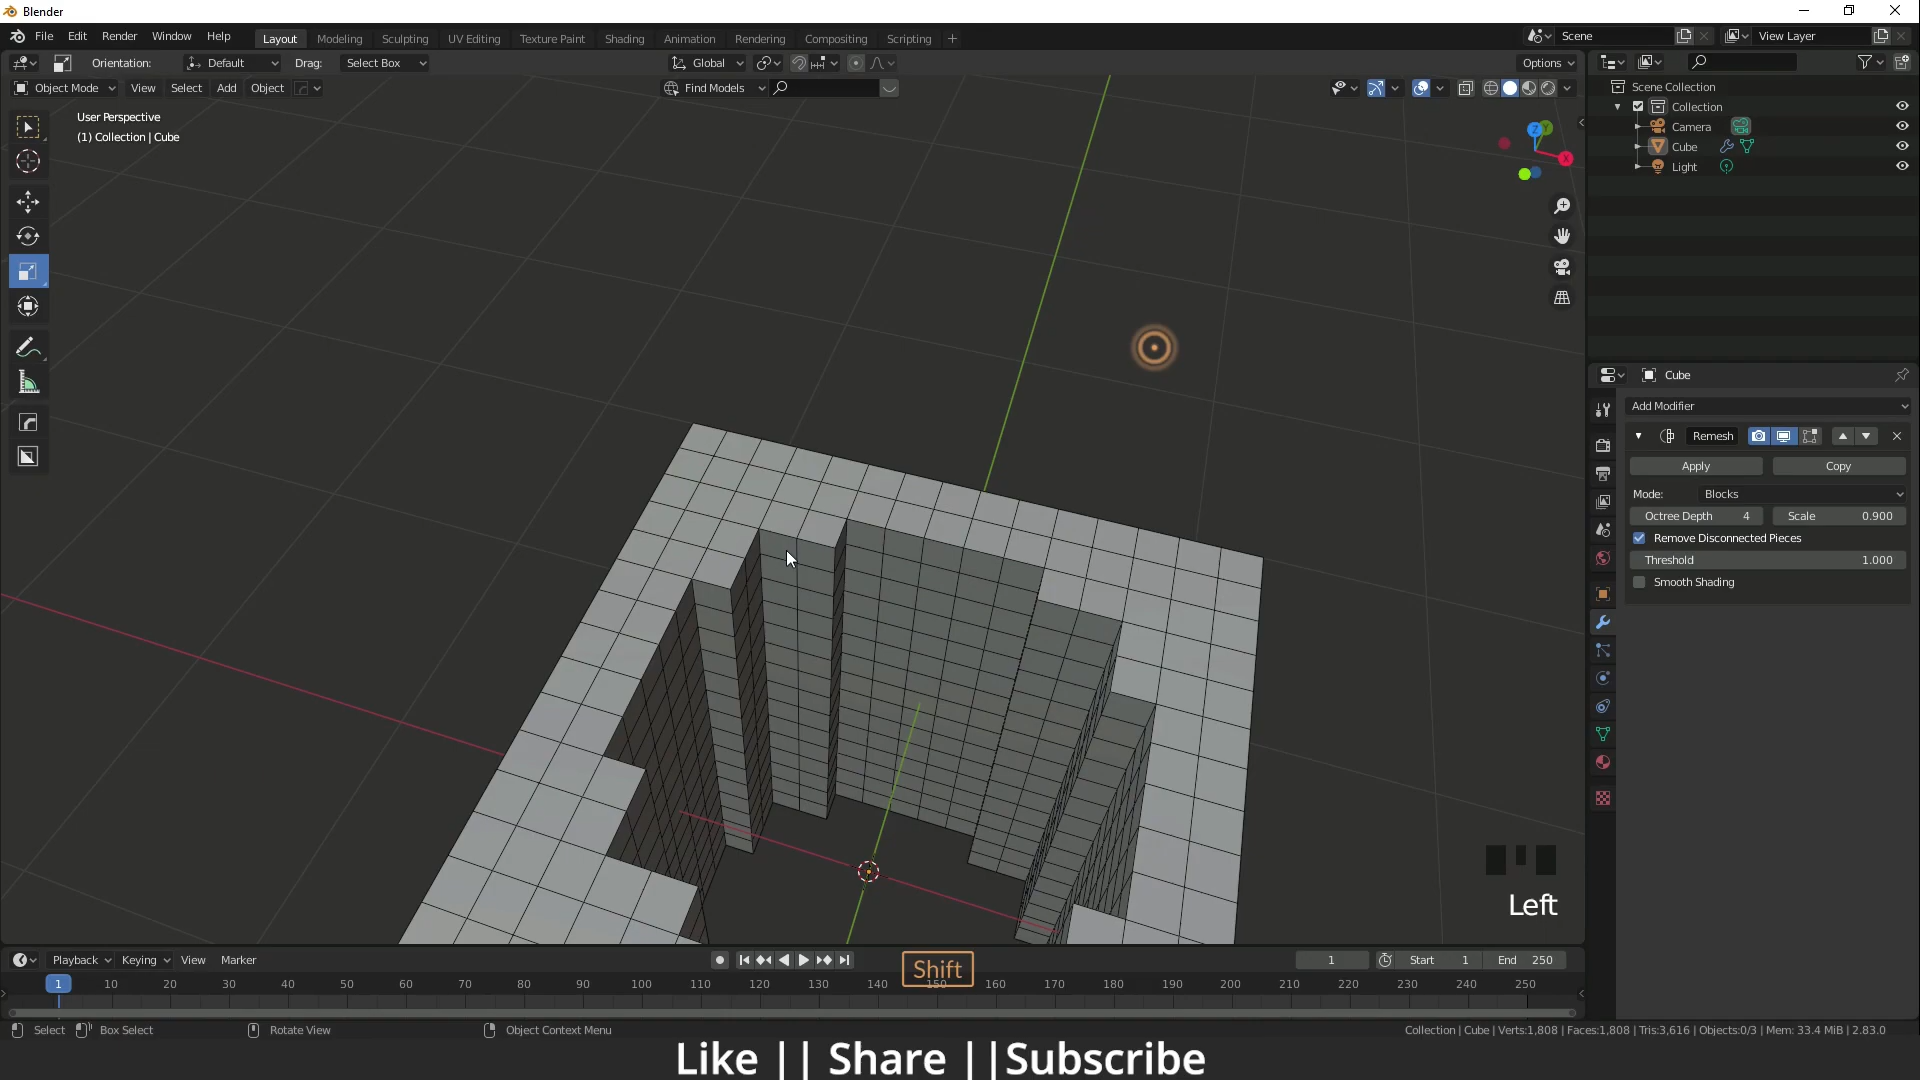 Blender
File Edit Render Window Help
Layout Modeling Sculpting UV Editing Texture Paint Shading Animation Rendering Compositing Scripting +
Scene View Layer
Orientation: Default Drag: Select Box Global Options
Object Mode View Select Add Object Find Models
User Perspective
(1) Collection | Cube
Z Y X
Scene Collection
Collection
Camera
Cube
Light
Cube
Add Modifier
Remesh
Apply Copy
Mode: Blocks
Octree Depth 4 Scale 0.900
Remove Disconnected Pieces
Threshold 1.000
Smooth Shading
Left
Playback Keying View Marker 1 Start 1 End 250
Shift
1 10 20 30 40 50 60 70 80 90 100 110 120 130 140 150 160 170 180 190 200 210 220 230 240 250
Select Box Select Rotate View Object Context Menu Collection | Cube | Verts:1,808 | Faces:1,808 | Tris:3,616 | Objects:0/3 | Mem: 33.4 MiB | 2.83.0
Like || Share ||Subscribe